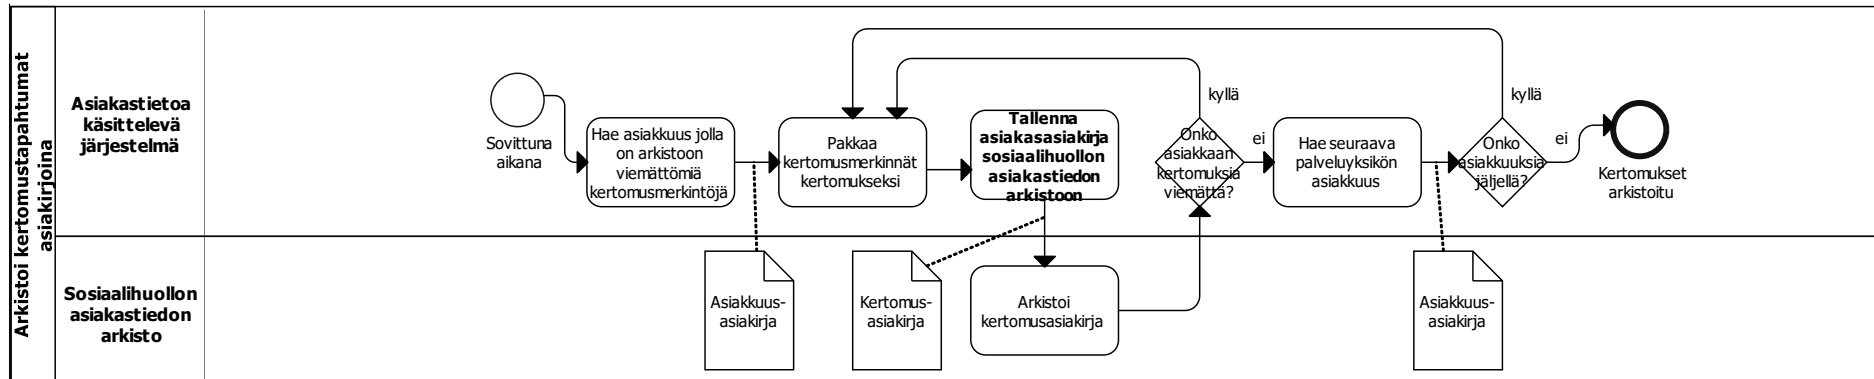 Arkistoi kertomustapahtumat
asiakirjoina
Asiakastietoa
käsittelevä
järjestelmä
Sovittuna
aikana
Hae asiakkuus jolla
on arkistoon
viemättömiä
kertomusmerkintöjä
Pakkaa
kertomusmerkinnät
kertomukseksi
Tallenna
asiakasasiakirja
sosiaalihuollon
asiakastiedon
arkistoon
kyllä
Onko
asiakkaan
kertomuksia
viemättä?
ei
Hae seuraava
palveluyksikön
asiakkuus
kyllä
Onko
asiakkuuksia
jäljellä?
ei
Kertomukset
arkistoitu
Sosiaalihuollon
asiakastiedon
arkisto
Asiakkuus-
asiakirja
Kertomus-
asiakirja
Arkistoi
kertomusasiakirja
Asiakkuus-
asiakirja